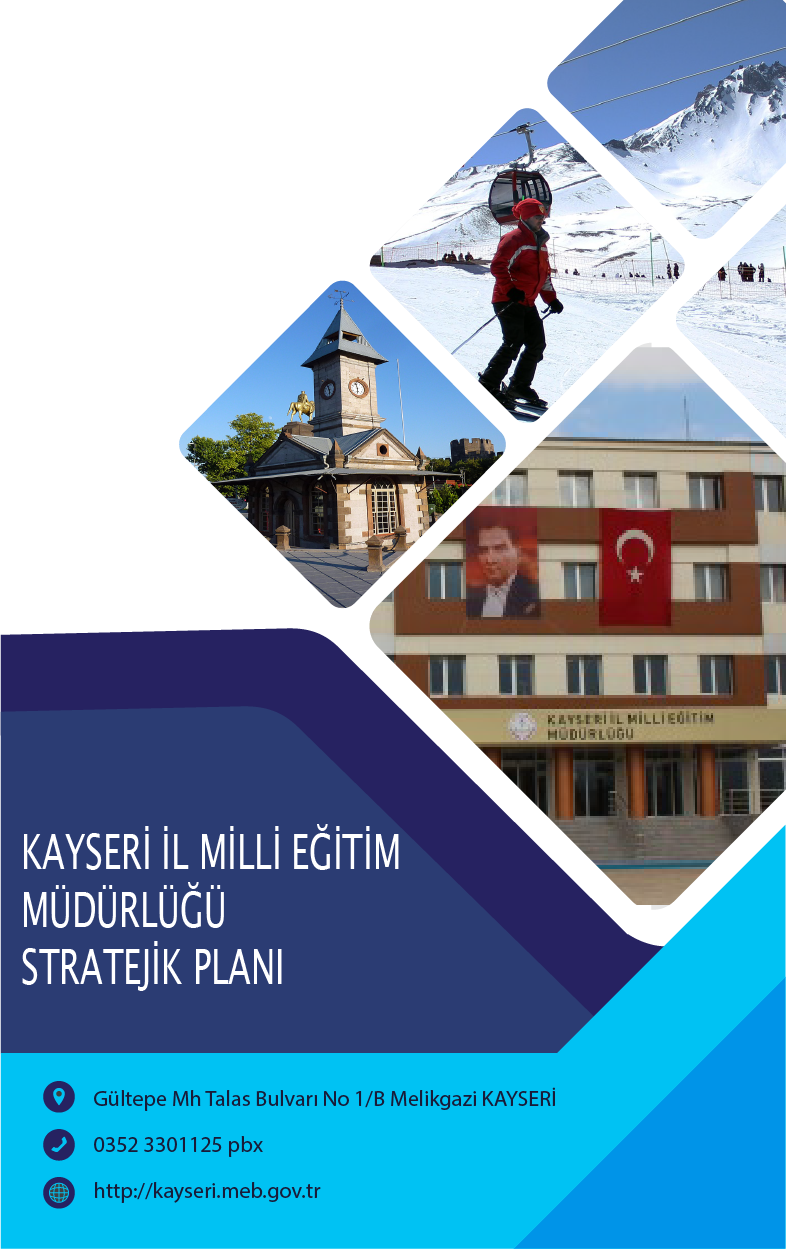 KAYSERİ İL MİLLİ EĞİTİM
MÜDÜRLÜĞÜ
KAYSERİ İL MİLLİ EĞİTİM
MÜDÜRLÜĞÜ
STRATEJİK PLANI
Gültepe Mh Talas Bulvarı No 1/B Melikgazi KAYSERİ
0352 3301125 pbx
http://kayseri.meb.gov.tr